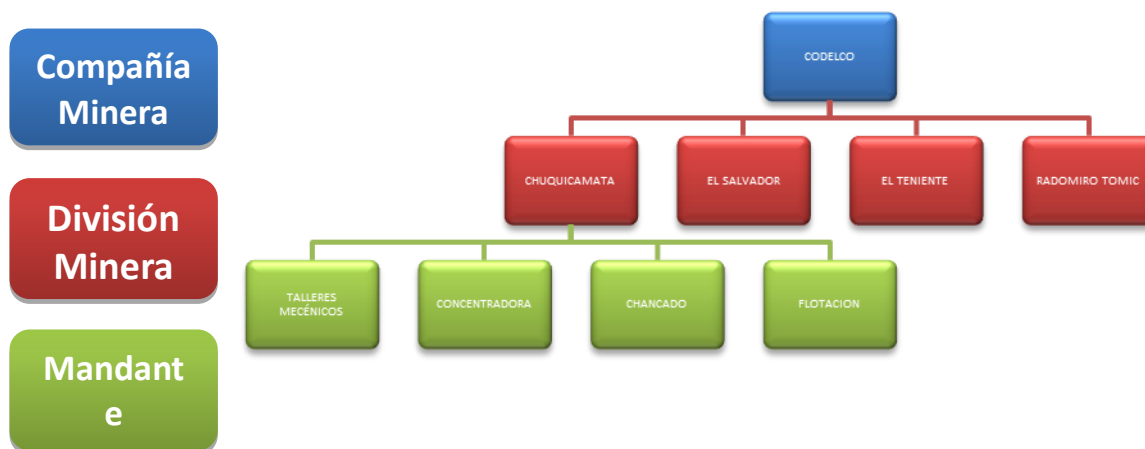 Compañía
Minera
CODELCO
CHUQUICAMATA
EL SALVADOR
EL TENIENTE
RADOMIRO TOMIC
División
Minera
TALLERES
MECÉNICOS
CONCENTRADORA
CHANCADO
FLOTACION
Mandant
e